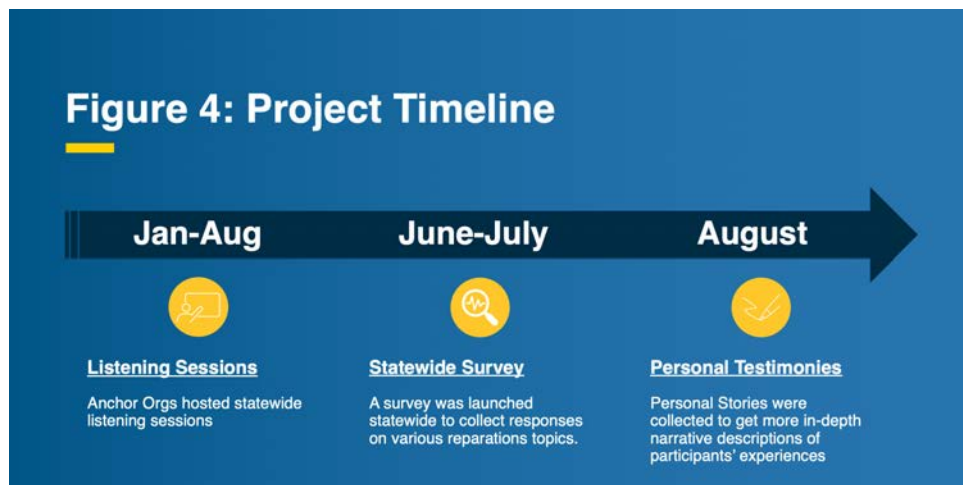 Figure 4: Project Timeline
Jan-Aug
June-July
August
Listening Sessions
Anchor Orgs hosted statewide
listening sessions
Statewide Survey
A survey was launched
statewide to collect responses
on various reparations topics.
Personal Testimonies
Personal Stories were
collected to get more in-depth
narrative descriptions of
participants' experiences